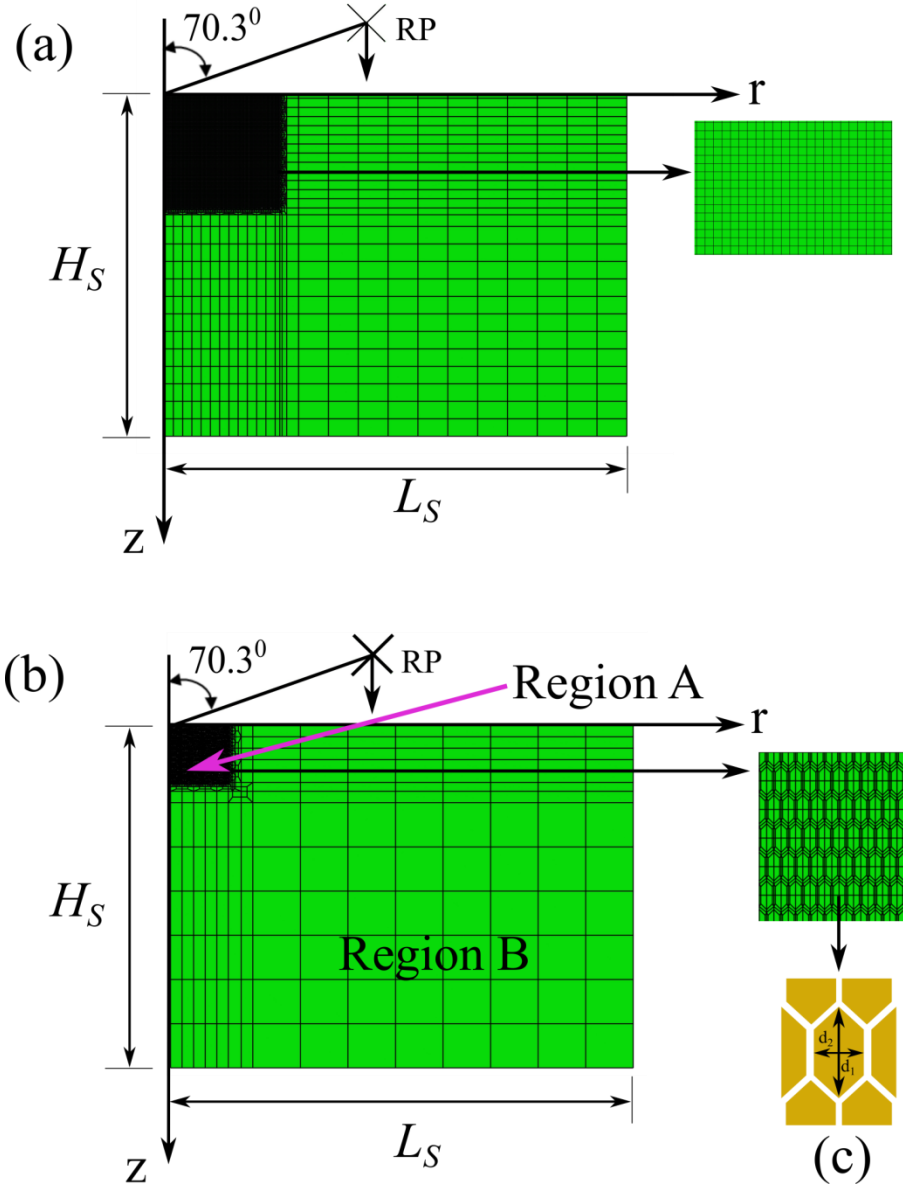 (a)
70.3⁰
RP
r
H_S
L_S
z
(b)
70.3⁰
RP
Region A
r
H_S
Region B
d₂
d₁
L_S
z
(c)